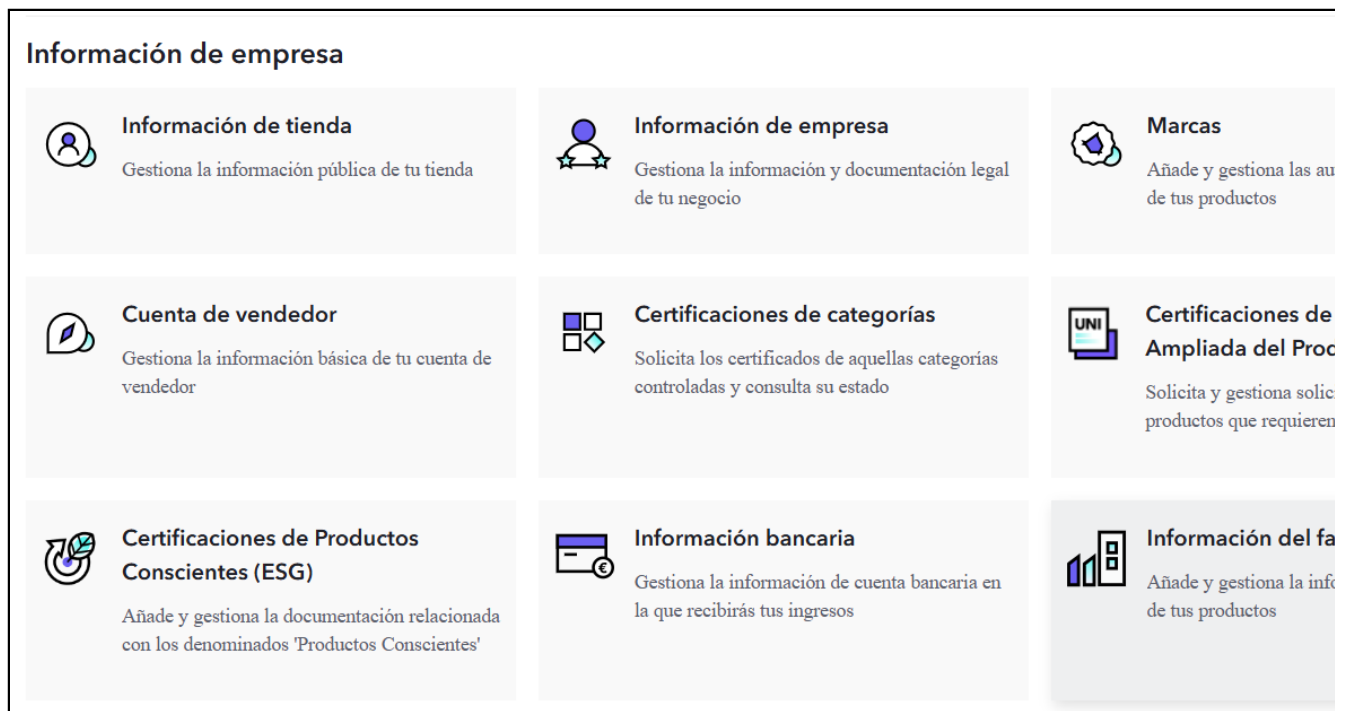 Información de empresa
Información de tienda
Gestiona la información pública de tu tienda
Información de empresa
Gestiona la información y documentación legal
de tu negocio
Marcas
Añade y gestiona las
de tus productos
Cuenta de vendedor
Gestiona la información básica de tu cuenta de
vendedor
Certificaciones de categorías
Solicita los certificados de aquellas categorías
controladas y consulta su estado
UNI
Certificaciones de
Ampliada del
Solicita y gestiona
productos que requieren
Certificaciones de Productos
Conscientes (ESG)
Añade y gestiona la documentación relacionada
con los denominados 'Productos Conscientes'
€
Información bancaria
Gestiona la información de cuenta bancaria en
la que recibirás tus ingresos
Información del
Añade y gestiona la
de tus productos